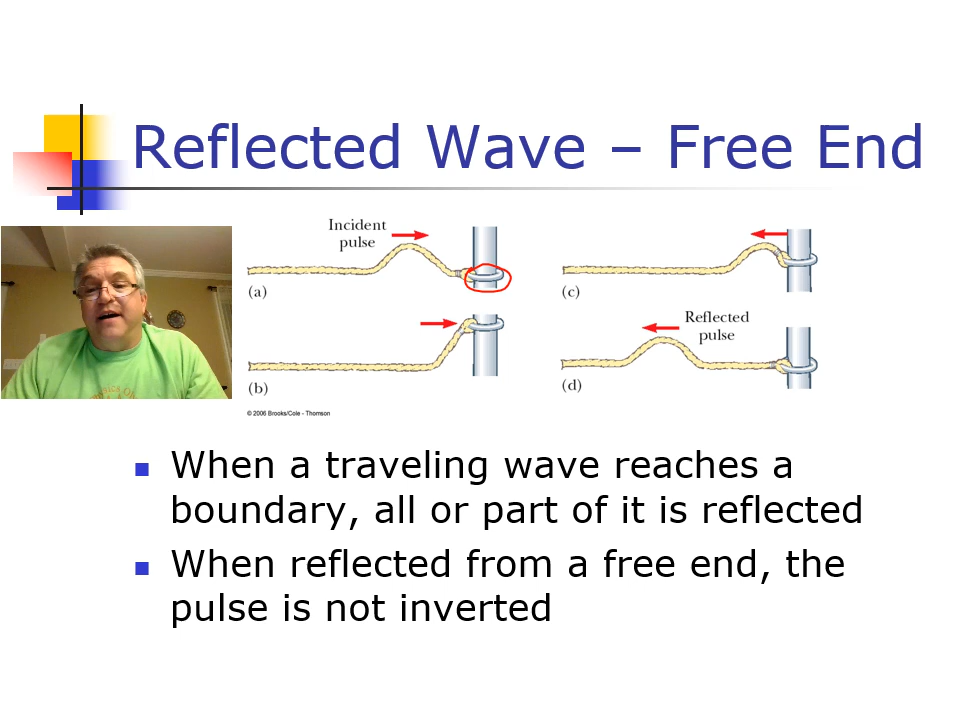 Reflected Wave – Free End
Incident
pulse
(a)
(b)
(c)
Reflected
pulse
(d)
© 2006 Brooks/Cole - Thomson
When a traveling wave reaches a
boundary, all or part of it is reflected
When reflected from a free end, the
pulse is not inverted